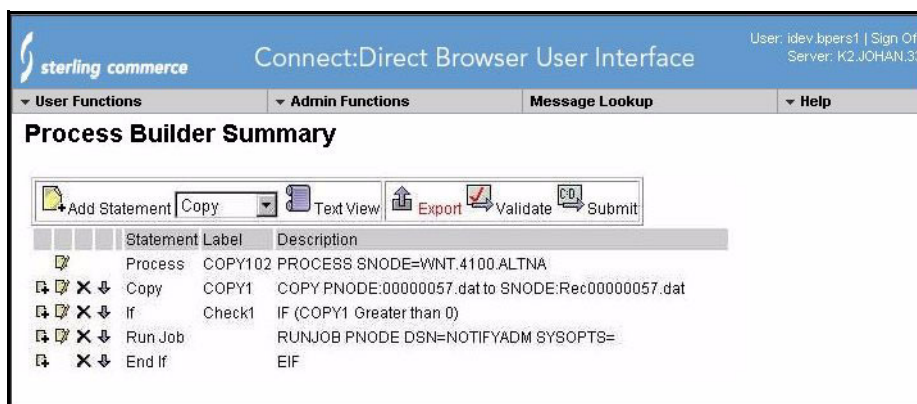 User: idev.bpers1 | Sign Of
sterling commerce
Connect:Direct Browser User Interface
Server: K2.JOHAN.33
User Functions Admin Functions Message Lookup Help
Process Builder Summary
Add Statement Copy Text View Export Validate C:D. Submit
Statement Label Description
Process COPY102 PROCESS SNODE=WNT.4100.ALTNA
Copy COPY1 COPY PNODE:00000057.dat to SNODE:Rec00000057.dat
If Check1 IF (COPY1 Greater than 0)
Run Job RUNJOB PNODE DSN=NOTIFYADM SYSOPTS=
End If EIF